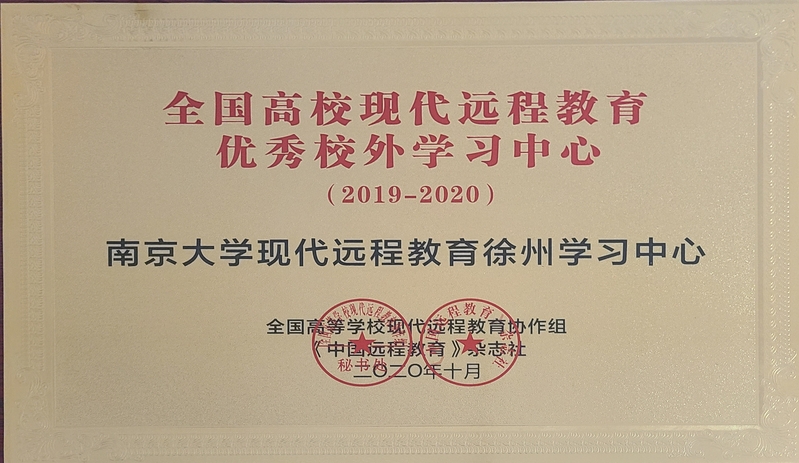 全国高校现代远程教育
优秀校外学习中心
（2019-2020）
南京大学现代远程教育徐州学习中心
全国高等学校现代远程教育协作组
《中国远程教育》杂志社
二〇二〇年十月
秘书处